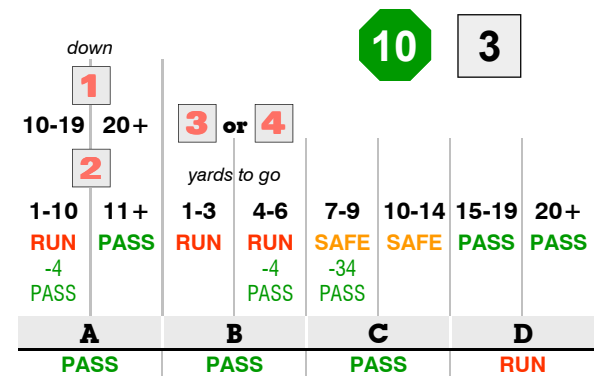 10 3
down
1
10-19 20+ 3 or 4
2 yards to go
1-10 11+ 1-3 4-6 7-9 10-14 15-19 20+
RUN PASS RUN RUN SAFE SAFE PASS PASS
-4 -4 -34
PASS PASS PASS
A B C D
PASS PASS PASS RUN